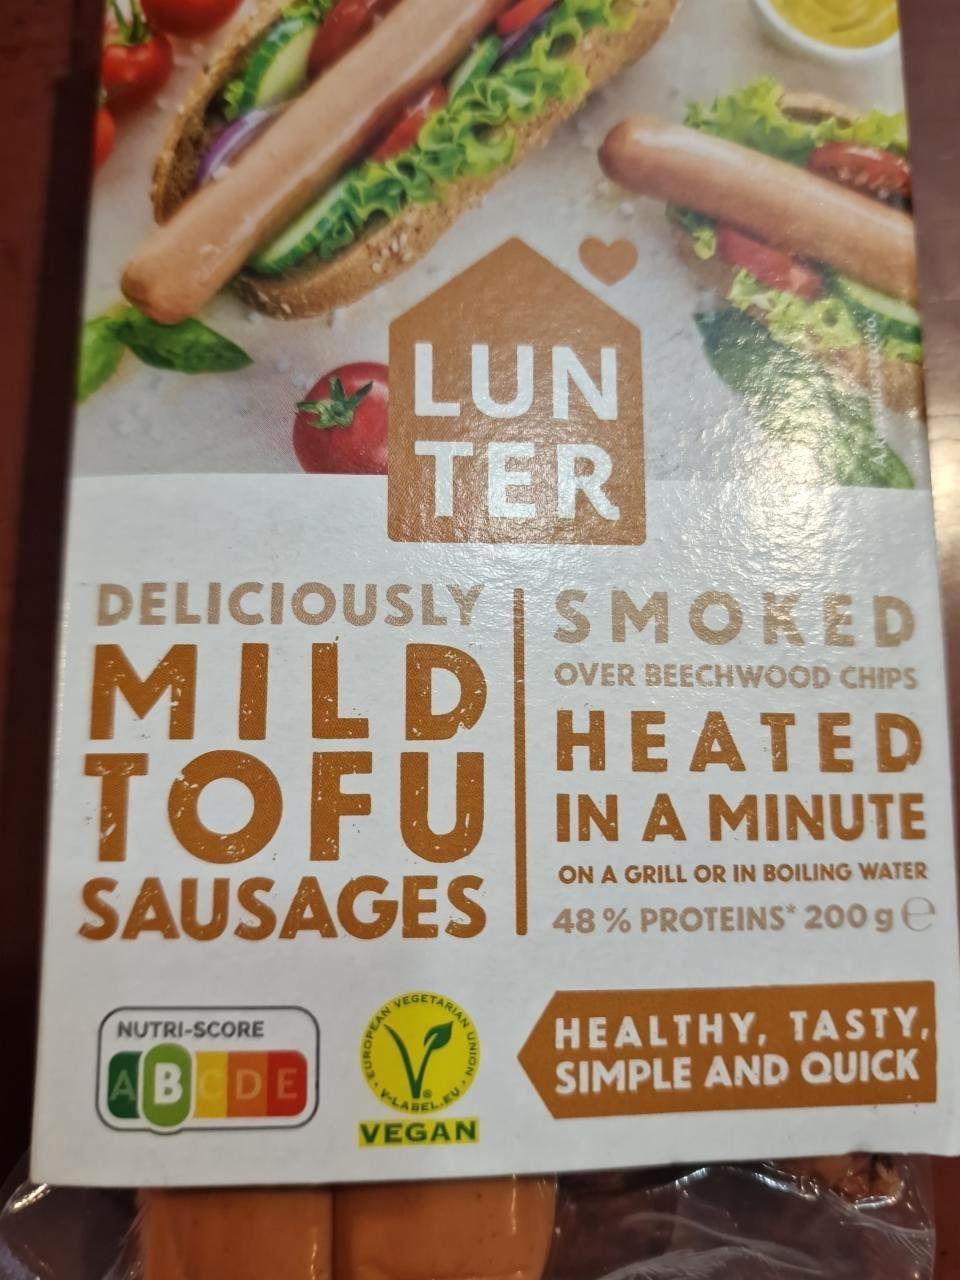 LUN
TER
DELICIOUSLY
MILD
TOFU
SAUSAGES
SMOKED
OVER BEECHWOOD CHIPS
HEATED
IN A MINUTE
ON A GRILL OR IN BOILING WATER
48 % PROTEINS* 200 g ℮
NUTRI-SCORE
A B C D E
EUROPEAN VEGETARIAN UNION
V-LABEL.EU
®
VEGAN
HEALTHY, TASTY,
SIMPLE AND QUICK